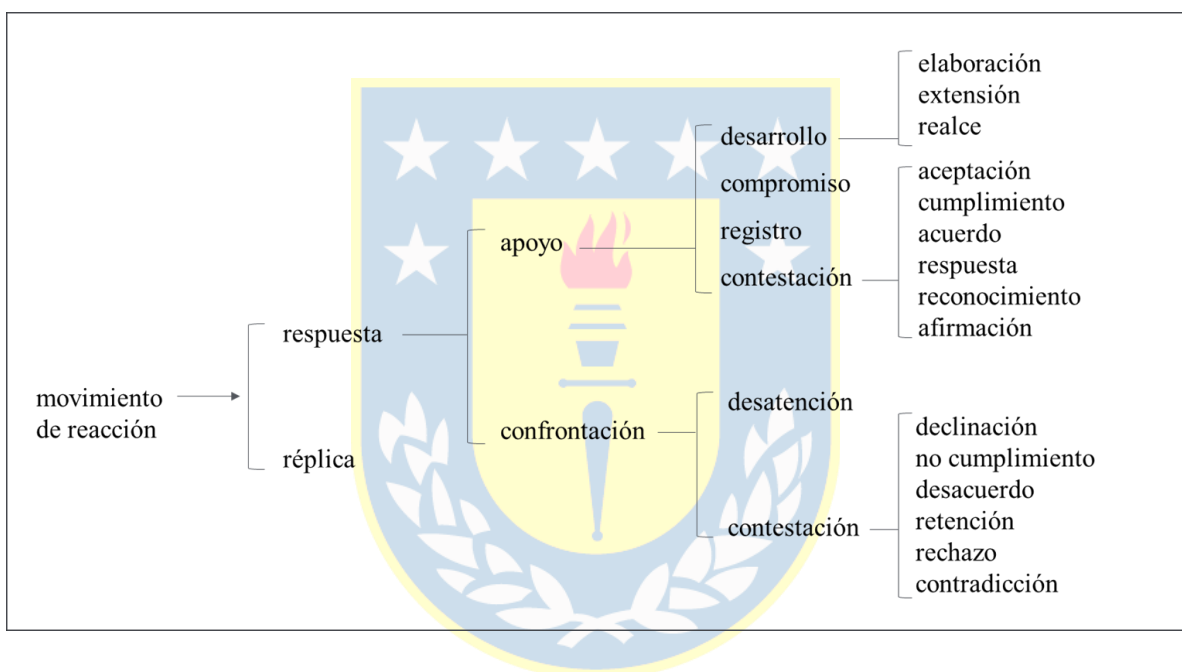 movimiento
de reacción
respuesta
réplica
apoyo
confrontación
desarrollo
compromiso
registro
contestación
desatención
contestación
elaboración
extensión
realce
aceptación
cumplimiento
acuerdo
respuesta
reconocimiento
afirmación
declinación
no cumplimiento
desacuerdo
retención
rechazo
contradicción